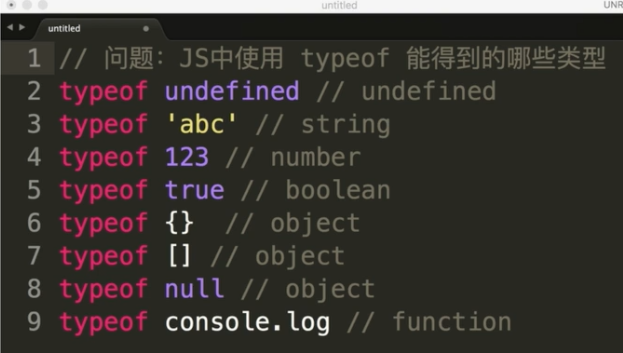 untitled
UNR
untitled
1 // 问题：JS中使用 typeof 能得到的哪些类型
2 typeof undefined // undefined
3 typeof 'abc' // string
4 typeof 123 // number
5 typeof true // boolean
6 typeof {}  // object
7 typeof [] // object
8 typeof null // object
9 typeof console.log // function